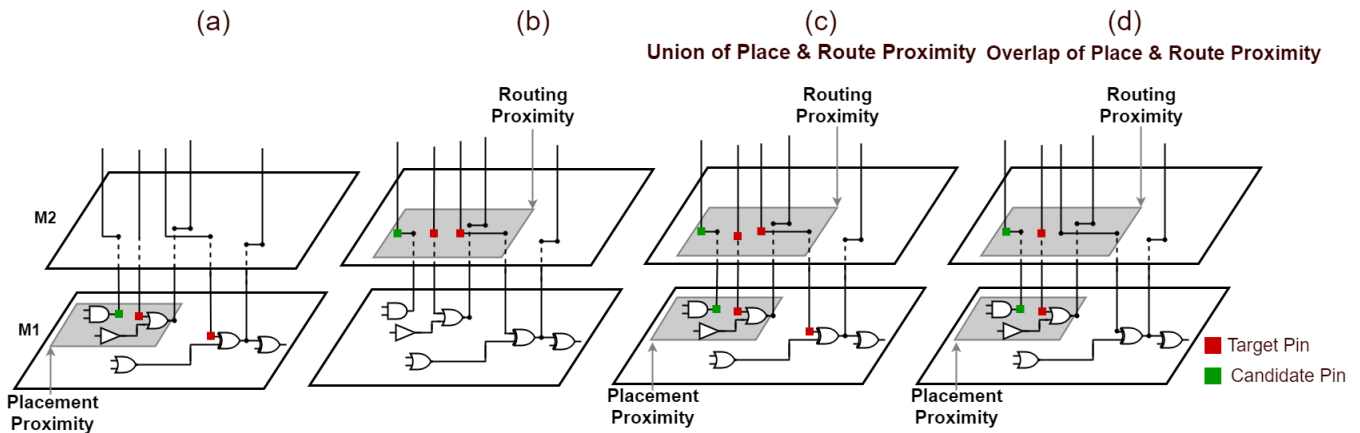 (a)
(b)
(c)
(d)
Union of Place & Route Proximity
Overlap of Place & Route Proximity
Routing
Proximity
Routing
Proximity
Routing
Proximity
M2
M1
Placement
Proximity
Placement
Proximity
Placement
Proximity
Target Pin
Candidate Pin